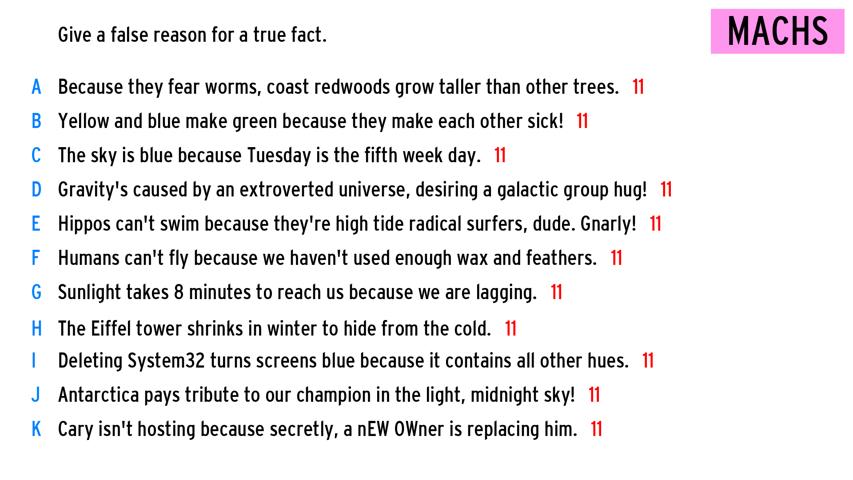 Give a false reason for a true fact.
MACHS
A Because they fear worms, coast redwoods grow taller than other trees. 11
B Yellow and blue make green because they make each other sick! 11
C The sky is blue because Tuesday is the fifth week day. 11
D Gravity's caused by an extroverted universe, desiring a galactic group hug! 11
E Hippos can't swim because they're high tide radical surfers, dude. Gnarly! 11
F Humans can't fly because we haven't used enough wax and feathers. 11
G Sunlight takes 8 minutes to reach us because we are lagging. 11
H The Eiffel tower shrinks in winter to hide from the cold. 11
I Deleting System32 turns screens blue because it contains all other hues. 11
J Antarctica pays tribute to our champion in the light, midnight sky! 11
K Cary isn't hosting because secretly, a nEW OWner is replacing him. 11